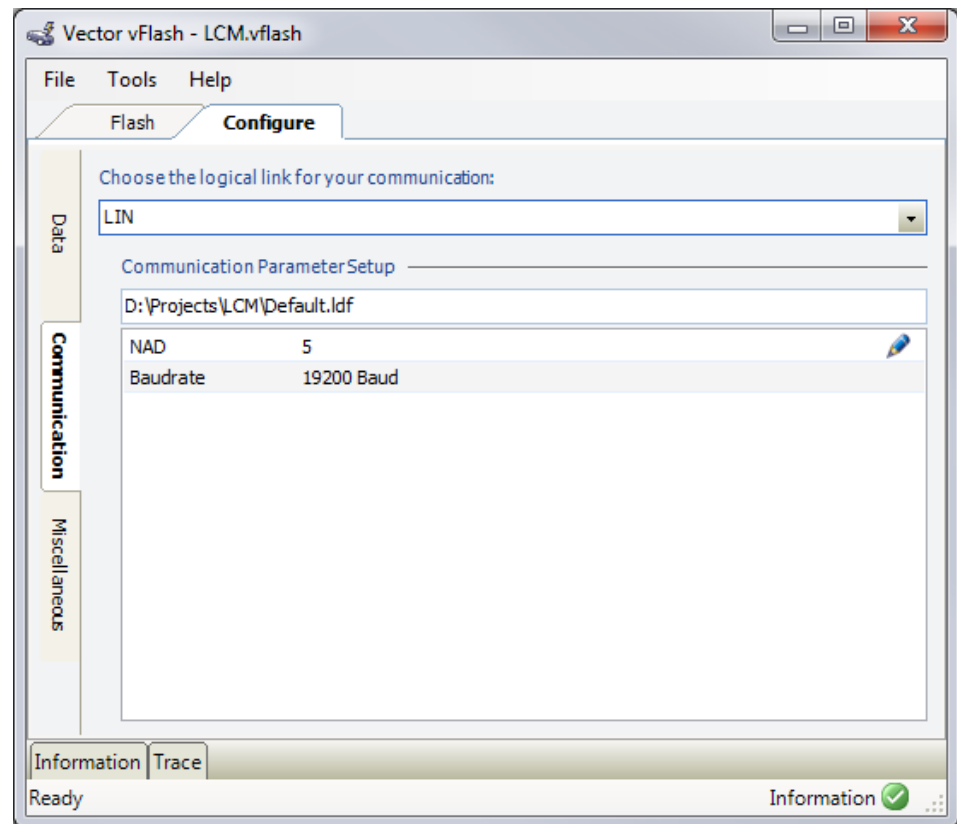 Vector vFlash - LCM.vflash
File Tools Help
Flash Configure
Data
Communication
Miscellaneous
Choose the logical link for your communication:
LIN
Communication Parameter Setup
D:\Projects\LCM\Default.ldf
NAD 5
Baudrate 19200 Baud
Information Trace
Ready Information